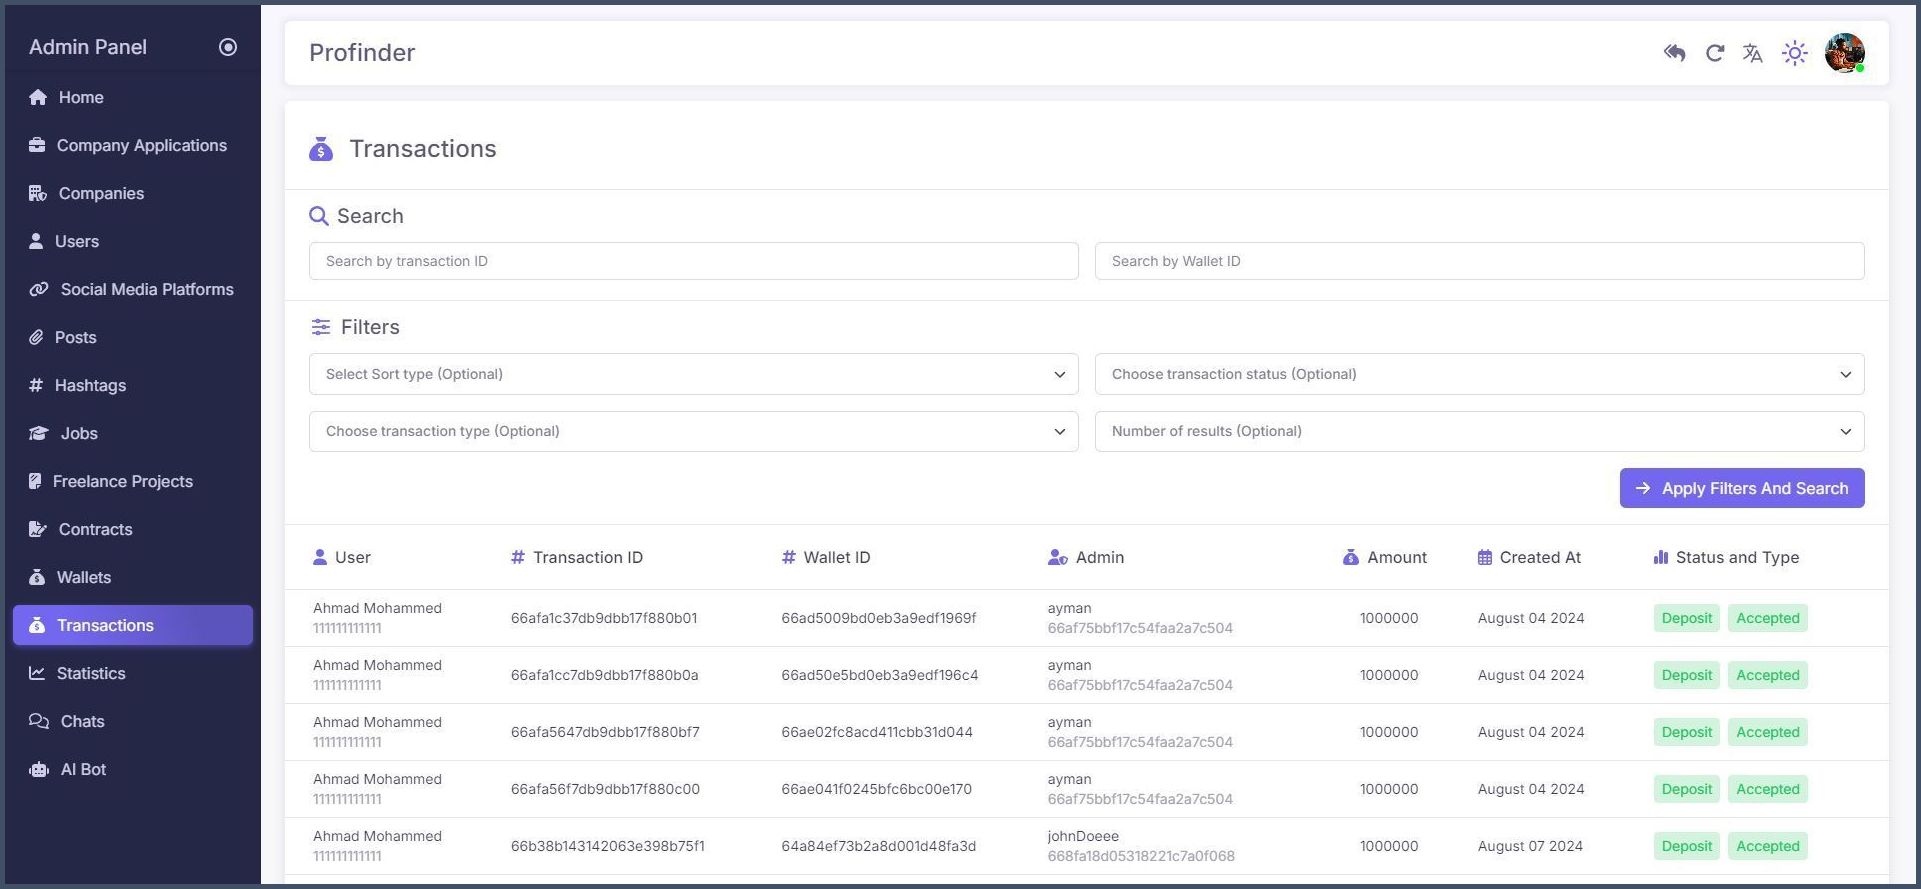 Admin Panel
Home
Company Applications
Companies
Users
Social Media Platforms
Posts
Hashtags
Jobs
Freelance Projects
Contracts
Wallets
Transactions
Statistics
Chats
AI Bot
Profinder
Transactions
Search
Search by transaction ID
Search by Wallet ID
Filters
Select Sort type (Optional)
Choose transaction status (Optional)
Choose transaction type (Optional)
Number of results (Optional)
Apply Filters And Search
User Transaction ID Wallet ID Admin Amount Created At Status and Type
Ahmad Mohammed ayman
66afa1c37db9dbb17f880b01 66ad5009bd0eb3a9edf1969f 1000000 August 04 2024 Deposit Accepted
111111111111 66af75bbf17c54faa2a7c504
Ahmad Mohammed ayman
66afa1cc7db9dbb17f880b0a 66ad50e5bd0eb3a9edf196c4 1000000 August 04 2024 Deposit Accepted
111111111111 66af75bbf17c54faa2a7c504
Ahmad Mohammed ayman
66afa5647db9dbb17f880bf7 66ae02fc8acd411cbb31d044 1000000 August 04 2024 Deposit Accepted
111111111111 66af75bbf17c54faa2a7c504
Ahmad Mohammed ayman
66afa56f7db9dbb17f880c00 66ae041f0245bfc6bc00e170 1000000 August 04 2024 Deposit Accepted
111111111111 66af75bbf17c54faa2a7c504
Ahmad Mohammed johnDoeee
66b38b143142063e398b75f1 64a84ef73b2a8d001d48fa3d 1000000 August 07 2024 Deposit Accepted
111111111111 668fa18d05318221c7a0f068